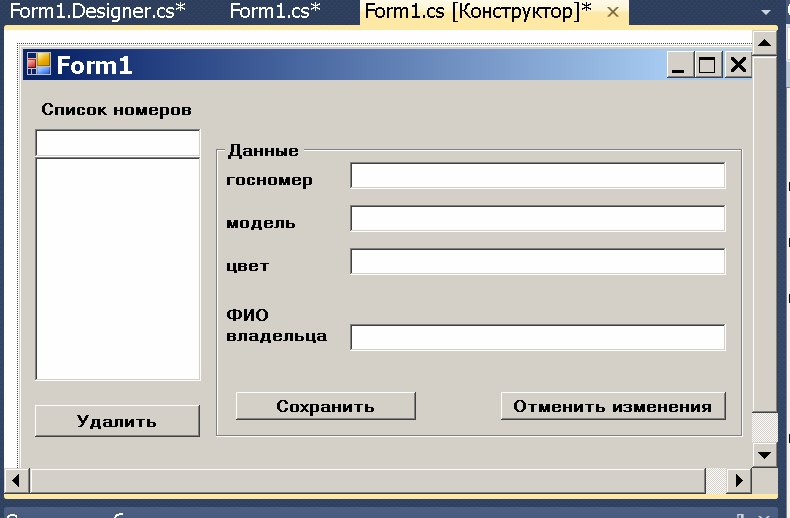 Form1.Designer.cs* Form1.cs* Form1.cs [Конструктор]*
Form1
Список номеров
Данные
госномер
модель
цвет
ФИО
владельца
Сохранить
Отменить изменения
Удалить